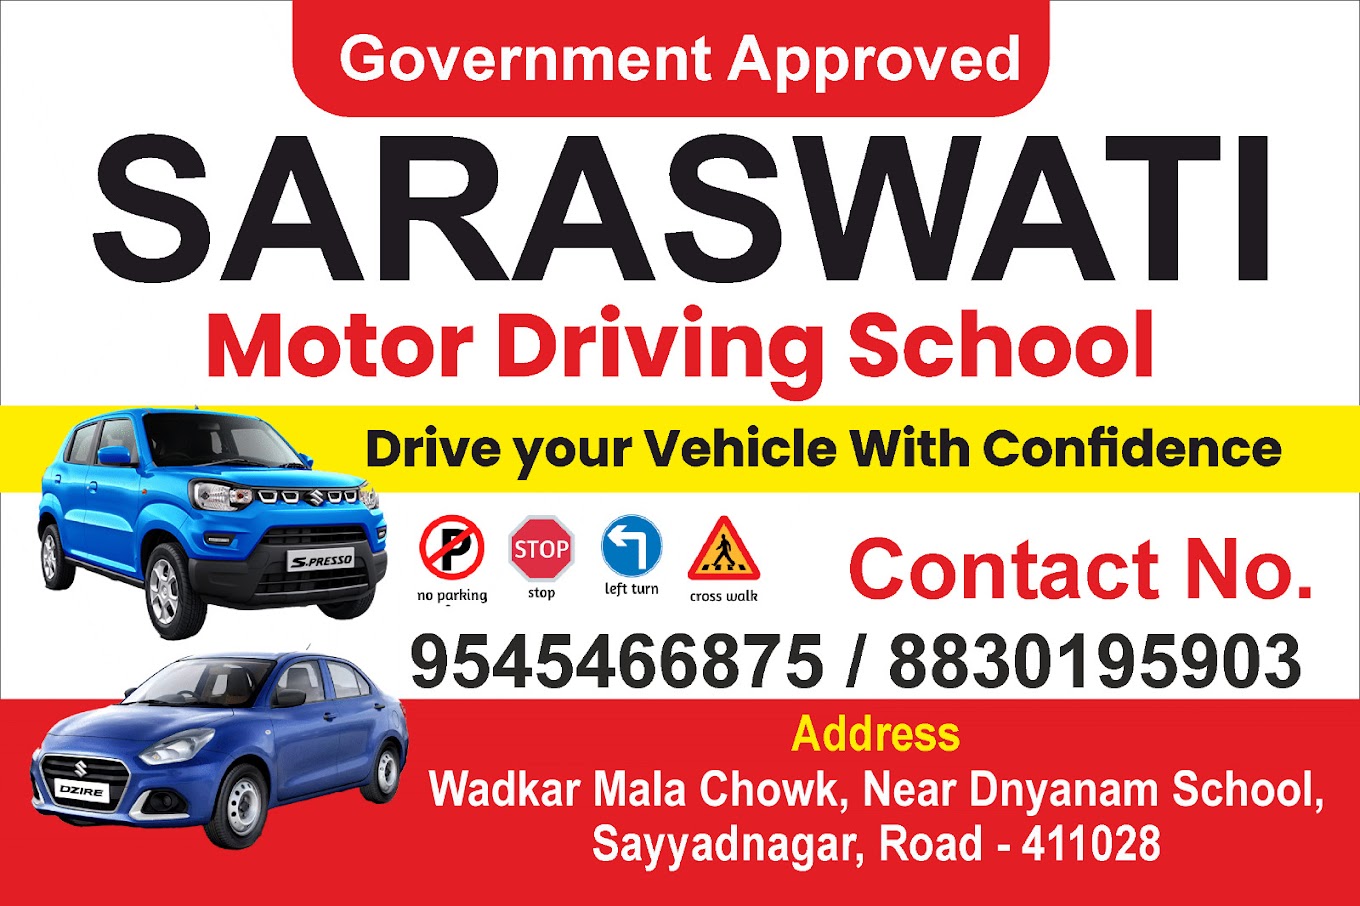 Government Approved
SARASWATI
Motor Driving School
Drive your Vehicle With Confidence
S.PRESSO
P
STOP
no parking
stop
left turn
cross walk
Contact No.
9545466875 / 8830195903
DZIRE
Address
Wadkar Mala Chowk, Near Dnyanam School,
Sayyadnagar, Road - 411028